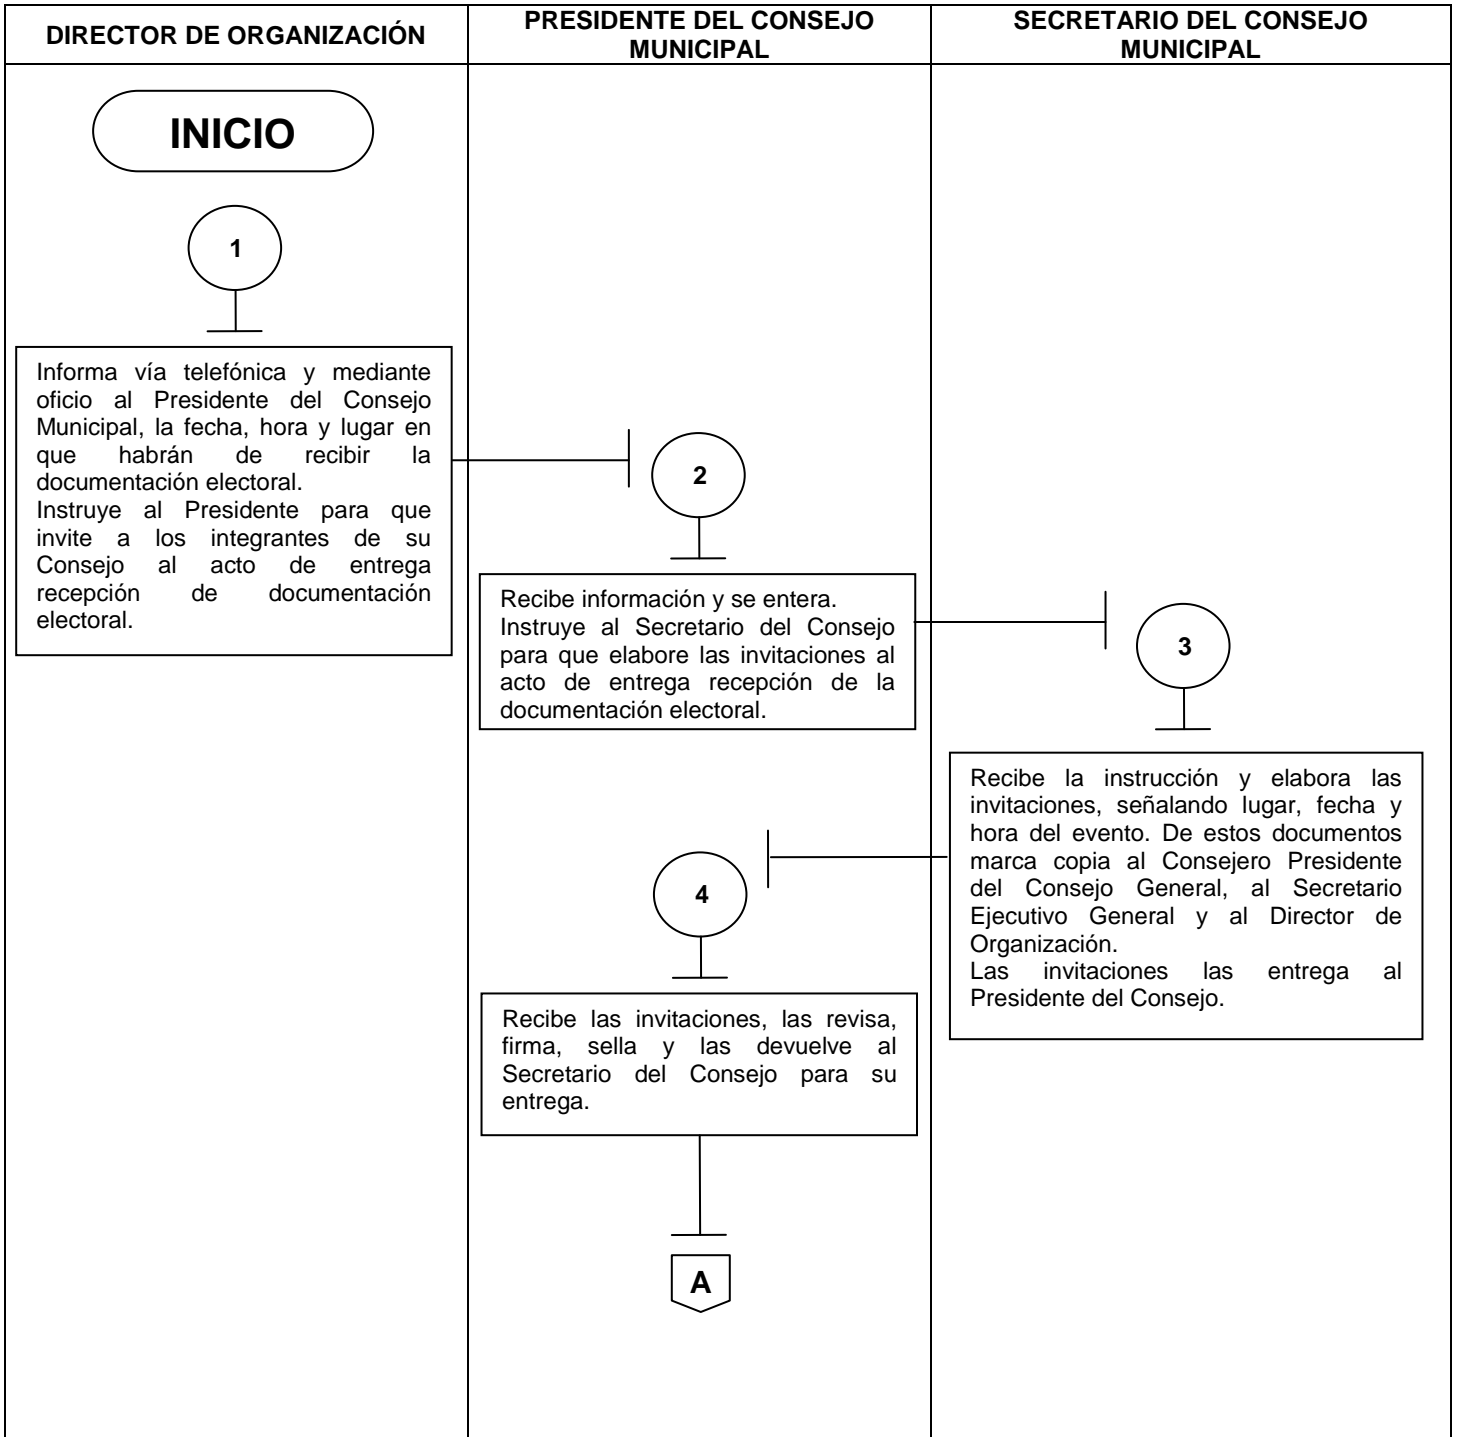 DIRECTOR DE ORGANIZACIÓN
PRESIDENTE DEL CONSEJO
MUNICIPAL
SECRETARIO DEL CONSEJO
MUNICIPAL
INICIO
1
Informa vía telefónica y mediante
oficio al Presidente del Consejo
Municipal, la fecha, hora y lugar en
que habrán de recibir la
documentación electoral.
Instruye al Presidente para que
invite a los integrantes de su
Consejo al acto de entrega
recepción de documentación
electoral.
2
Recibe información y se entera.
Instruye al Secretario del Consejo
para que elabore las invitaciones al
acto de entrega recepción de la
documentación electoral.
3
Recibe la instrucción y elabora las
invitaciones, señalando lugar, fecha y
hora del evento. De estos documentos
marca copia al Consejero Presidente
del Consejo General, al Secretario
Ejecutivo General y al Director de
Organización.
Las invitaciones las entrega al
Presidente del Consejo.
4
Recibe las invitaciones, las revisa,
firma, sella y las devuelve al
Secretario del Consejo para su
entrega.
A